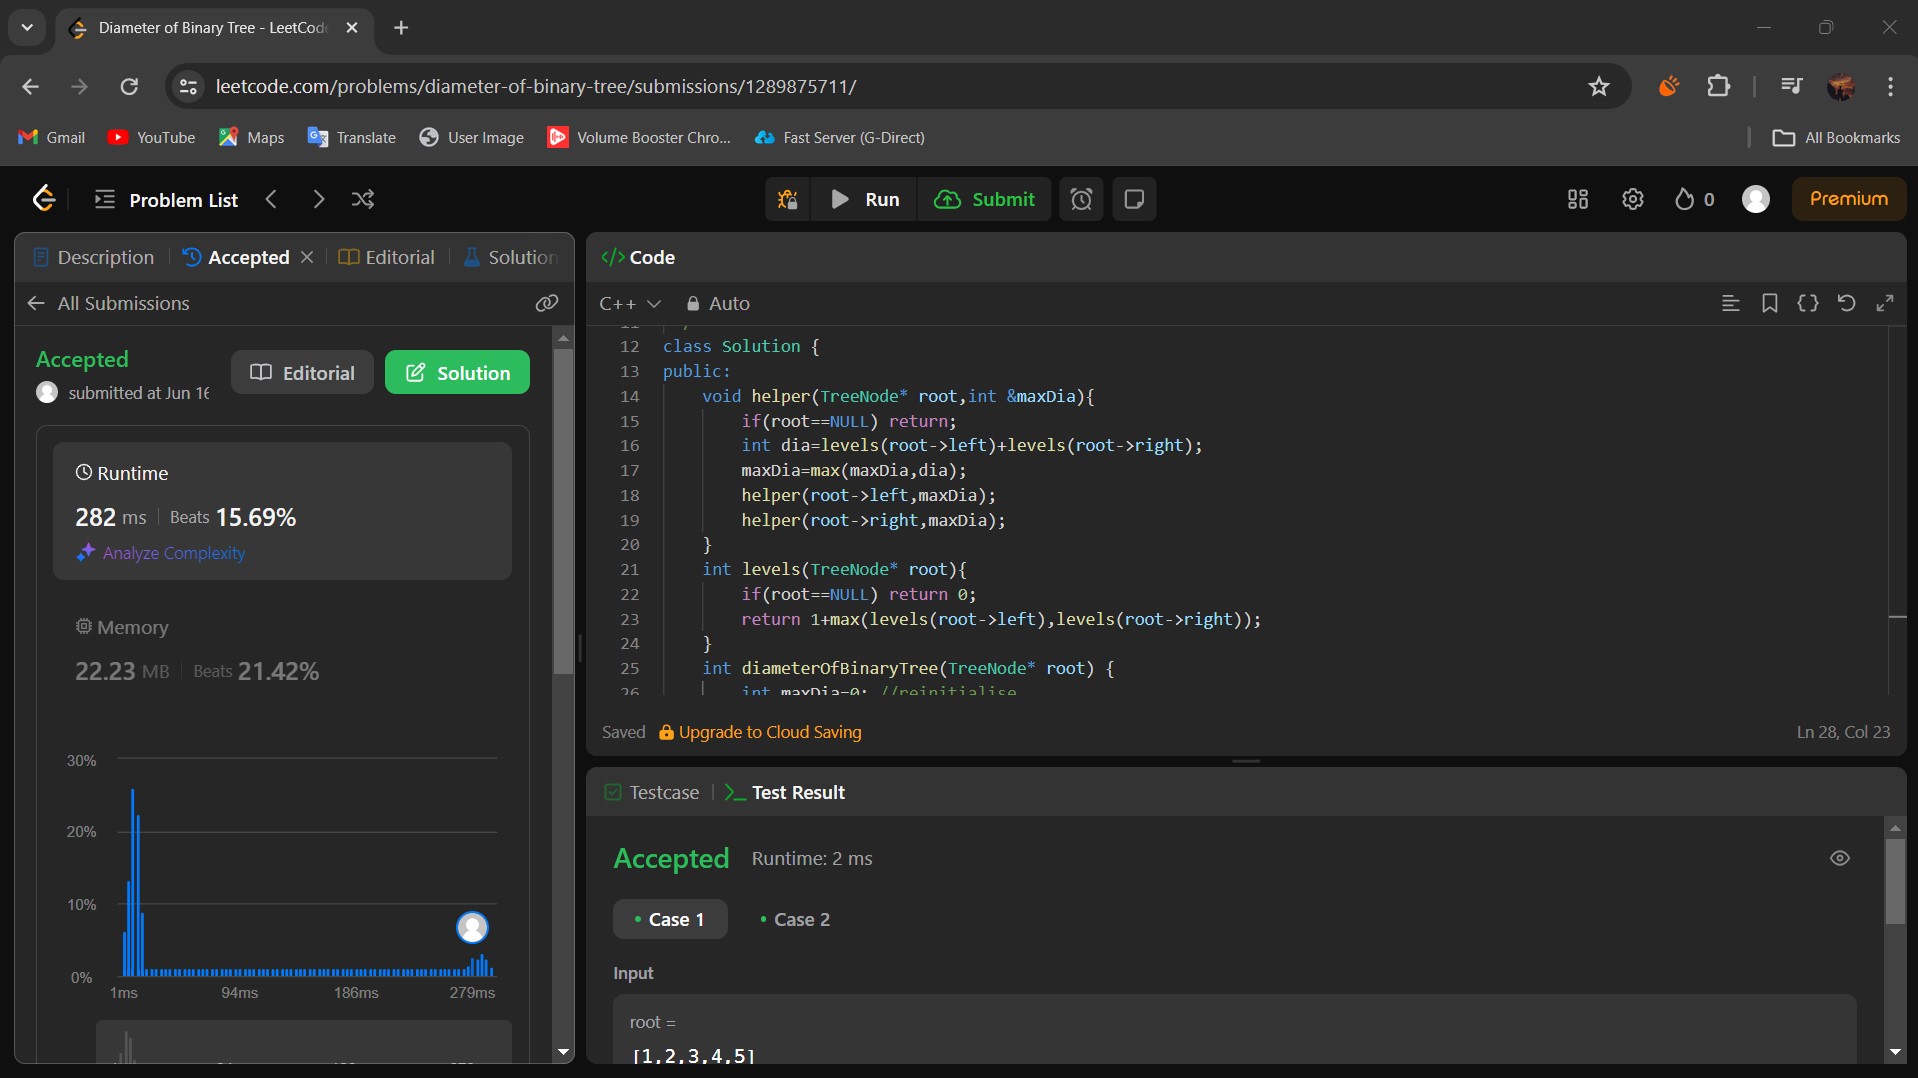 Diameter of Binary Tree - LeetCod
leetcode.com/problems/diameter-of-binary-tree/submissions/1289875711/
Gmail
YouTube
Maps
Translate
User Image
Volume Booster Chro...
Fast Server (G-Direct)
All Bookmarks
Problem List
Run
Submit
0
Premium
Description
Accepted
Editorial
Solution
All Submissions
Accepted
submitted at Jun 16
Editorial
Solution
Runtime
282 ms | Beats 15.69%
Analyze Complexity
Memory
22.23 MB | Beats 21.42%
30%
20%
10%
0%
1ms 94ms 186ms 279ms
</> Code
C++
Auto
12 class Solution {
13 public:
14 void helper(TreeNode* root,int &maxDia){
15 if(root==NULL) return;
16 int dia=levels(root->left)+levels(root->right);
17 maxDia=max(maxDia,dia);
18 helper(root->left,maxDia);
19 helper(root->right,maxDia);
20 }
21 int levels(TreeNode* root){
22 if(root==NULL) return 0;
23 return 1+max(levels(root->left),levels(root->right));
24 }
25 int diameterOfBinaryTree(TreeNode* root) {
26 int maxDia=0; //reinitialise
Saved
Upgrade to Cloud Saving
Ln 28, Col 23
Testcase
Test Result
Accepted
Runtime: 2 ms
Case 1
Case 2
Input
root =
[1,2,3,4,5]